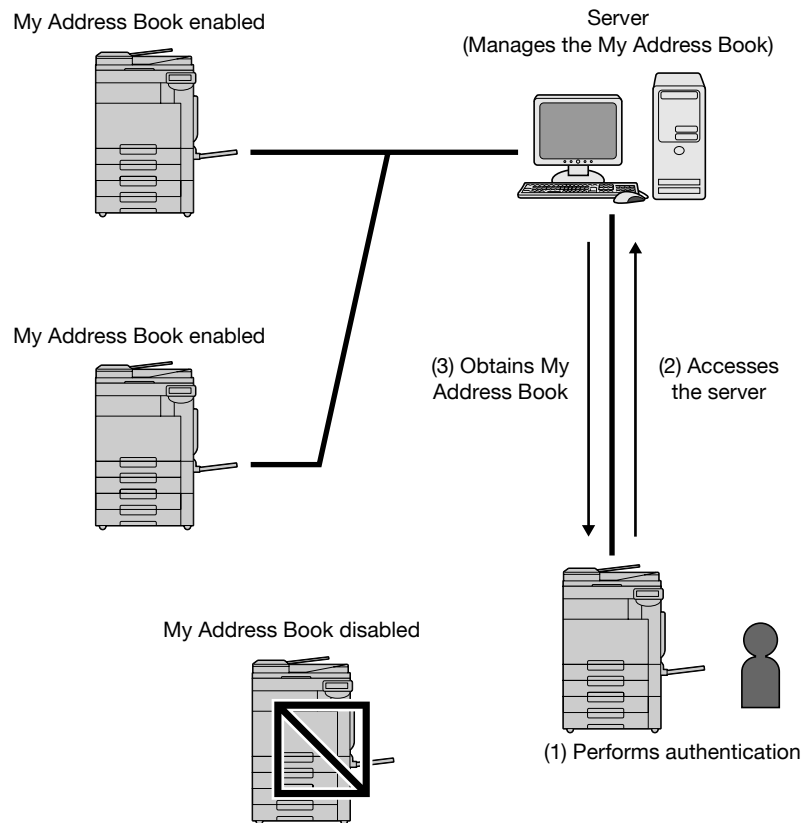 My Address Book enabled
Server
(Manages the My Address Book)
My Address Book enabled
(3) Obtains My
Address Book
(2) Accesses
the server
My Address Book disabled
(1) Performs authentication